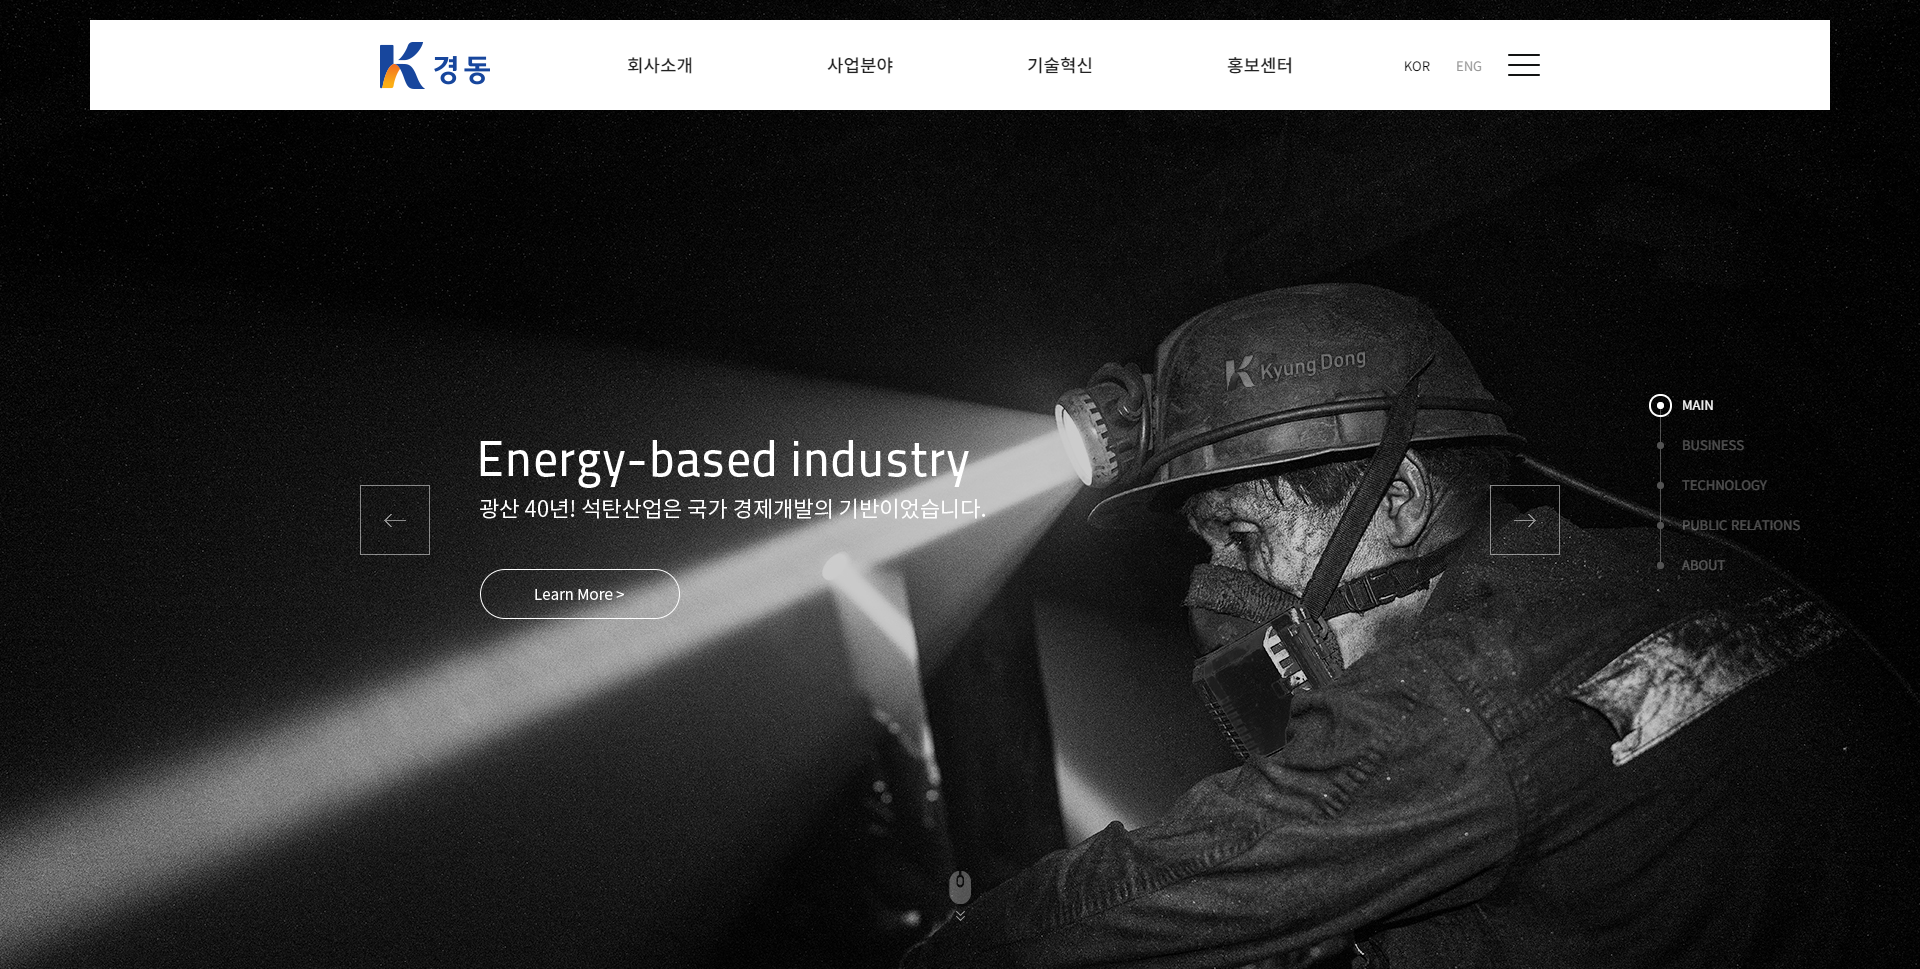 경동
회사소개
사업분야
기술혁신
홍보센터
KOR
ENG
Kyung Dong
MAIN
BUSINESS
TECHNOLOGY
PUBLIC RELATIONS
ABOUT
Energy-based industry
광산 40년! 석탄산업은 국가 경제개발의 기반이었습니다.
Learn More >